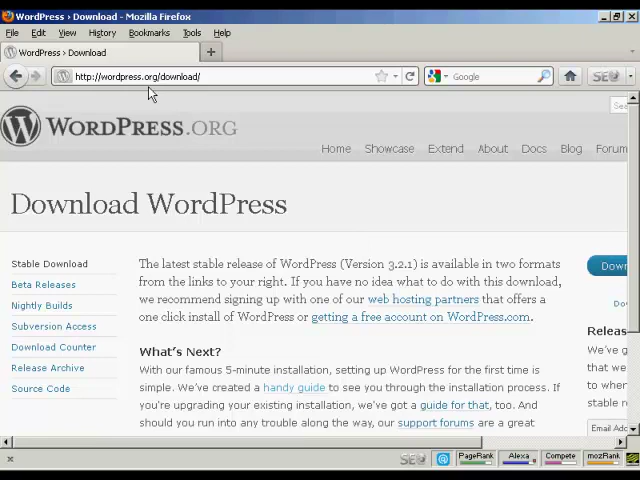 WordPress › Download - Mozilla Firefox
File Edit View History Bookmarks Tools Help
WordPress › Download
http://wordpress.org/download/
Google
SE
Sea
WORDPRESS.ORG
Home Showcase Extend About Docs Blog Forum
Download WordPress
Stable Download
Beta Releases
Nightly Builds
Subversion Access
Download Counter
Release Archive
Source Code
The latest stable release of WordPress (Version 3.2.1) is available in two formats
from the links to your right. If you have no idea what to do with this download,
we recommend signing up with one of our web hosting partners that offers a
one click install of WordPress or getting a free account on WordPress.com.
What's Next?
With our famous 5-minute installation, setting up WordPress for the first time is
simple. We've created a handy guide to see you through the installation process. If
you're upgrading your existing installation, we've got a guide for that, too. And
should you run into any trouble along the way, our support forums are a great
Down
Do
Releas
We've g
that we
to when
stable r
Email Add
SE
PageRank
Alexa
Compete
mozRank